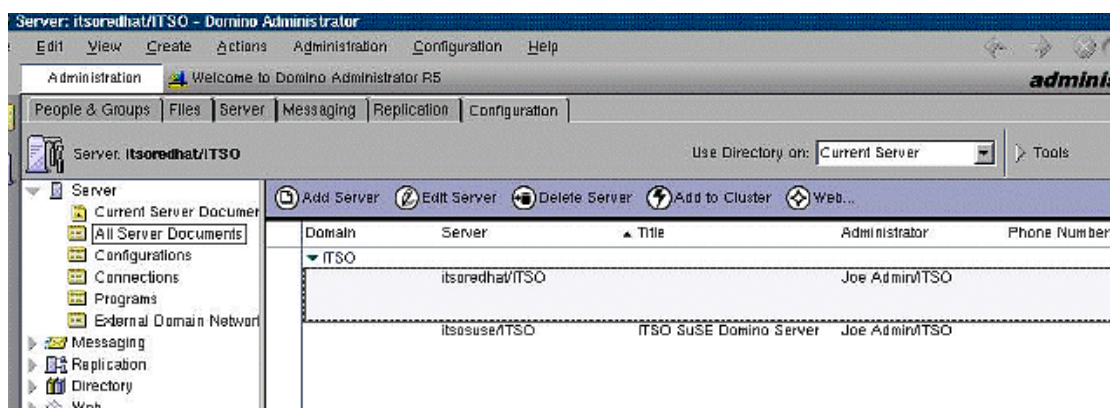 Server: itsoredhat/ITSO - Domino Administrator
Edit View Create Actions Administration Configuration Help
Administration Welcome to Domino Administrator R5
People & Groups Files Server Messaging Replication Configuration
Server: itsoredhat/ITSO Use Directory on: Current Server Tools
Server
Add Server Edit Server Delete Server Add to Cluster Web...
Current Server Documen
All Server Documents
Domain Server Title Administrator Phone Number
Configurations
ITSO
Connections
itsoredhat/ITSO Joe Admin/ITSO
Programs
External Domain Networ
itsosuse/ITSO ITSO SuSE Domino Server Joe Admin/ITSO
Messaging
Replication
Directory
Web